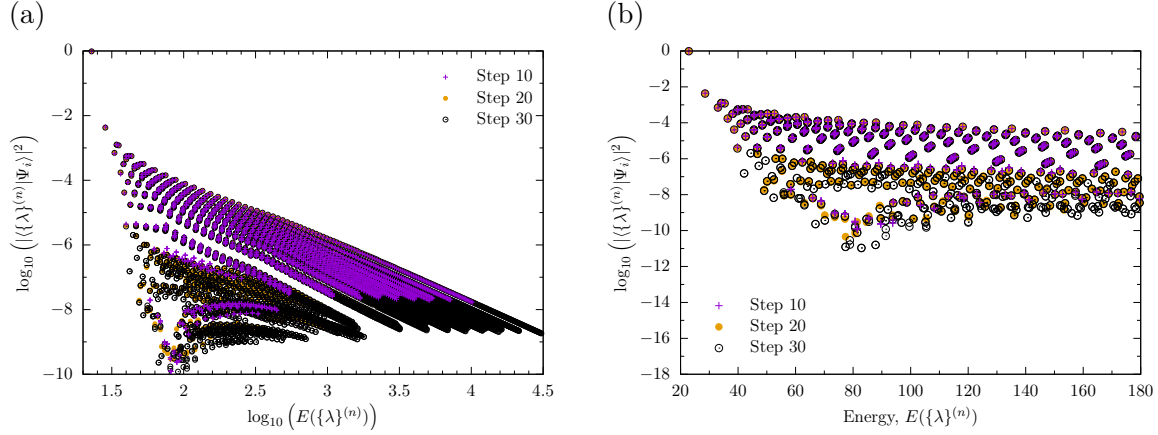 (a)
log₁₀ (|⟨{λ}⁽ⁿ⁾|Ψᵢ⟩|²)
0
−2
−4
−6
−8
−10
1.5
2
2.5
3
3.5
4
4.5
log₁₀ (E({λ}⁽ⁿ⁾))
Step 10
Step 20
Step 30
(b)
log₁₀ (|⟨{λ}⁽ⁿ⁾|Ψᵢ⟩|²)
0
−2
−4
−6
−8
−10
−12
−14
−16
−18
20
40
60
80
100
120
140
160
180
Energy, E({λ}⁽ⁿ⁾)
Step 10
Step 20
Step 30